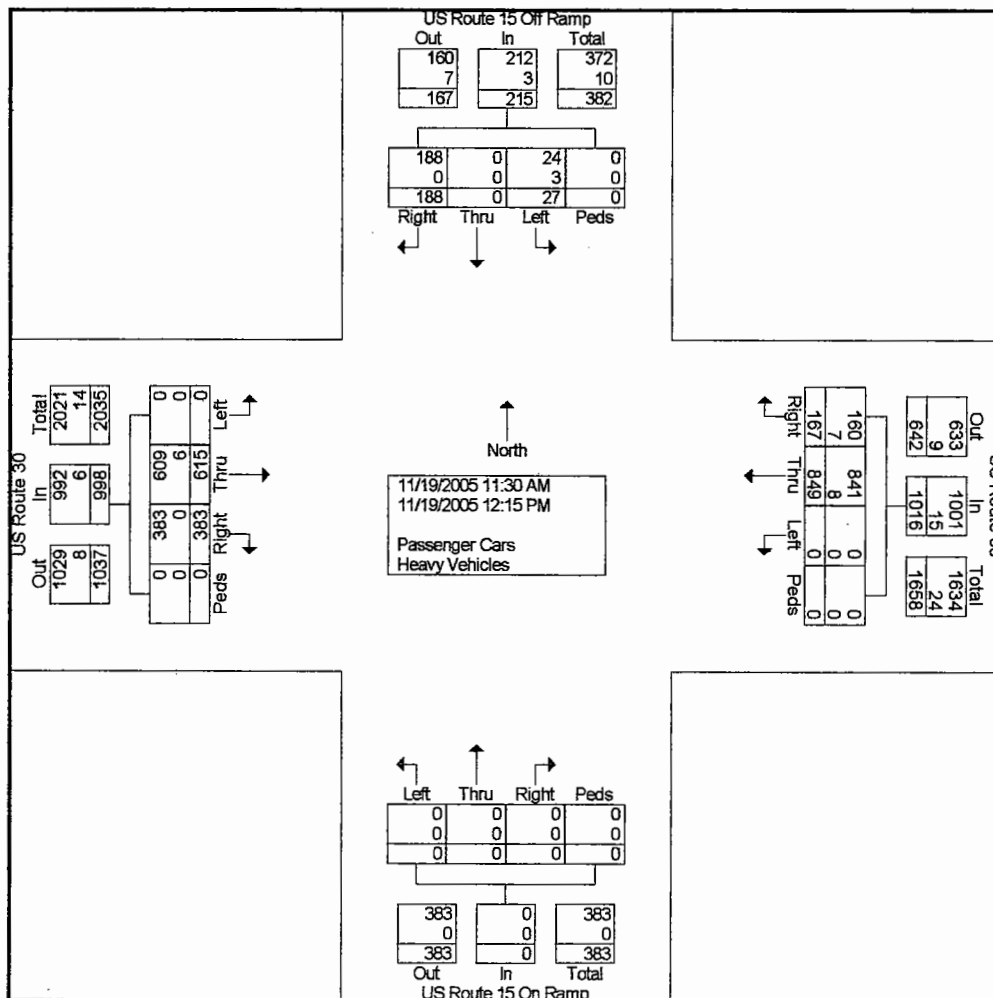 US Route 15 Off Ramp
Out In Total
160 212 372
7 3 10
167 215 382
188 0 24 0
0 0 3 0
188 0 27 0
Right Thru Left Peds
US Route 30
Total In Out
2021 992 1029
14 6 8
2035 998 1037
0 609 383 0
0 6 0 0
0 615 383 0
Left Thru Right Peds
North
11/19/2005 11:30 AM
11/19/2005 12:15 PM
Passenger Cars
Heavy Vehicles
Out In Total
633 1001 1634
9 15 24
642 1016 1658
160 841 0 0
7 8 0 0
167 849 0 0
Right Thru Left Peds
Left Thru Right Peds
0 0 0 0
0 0 0 0
0 0 0 0
383 0 383
0 0 0
383 0 383
Out In Total
US Route 15 On Ramp